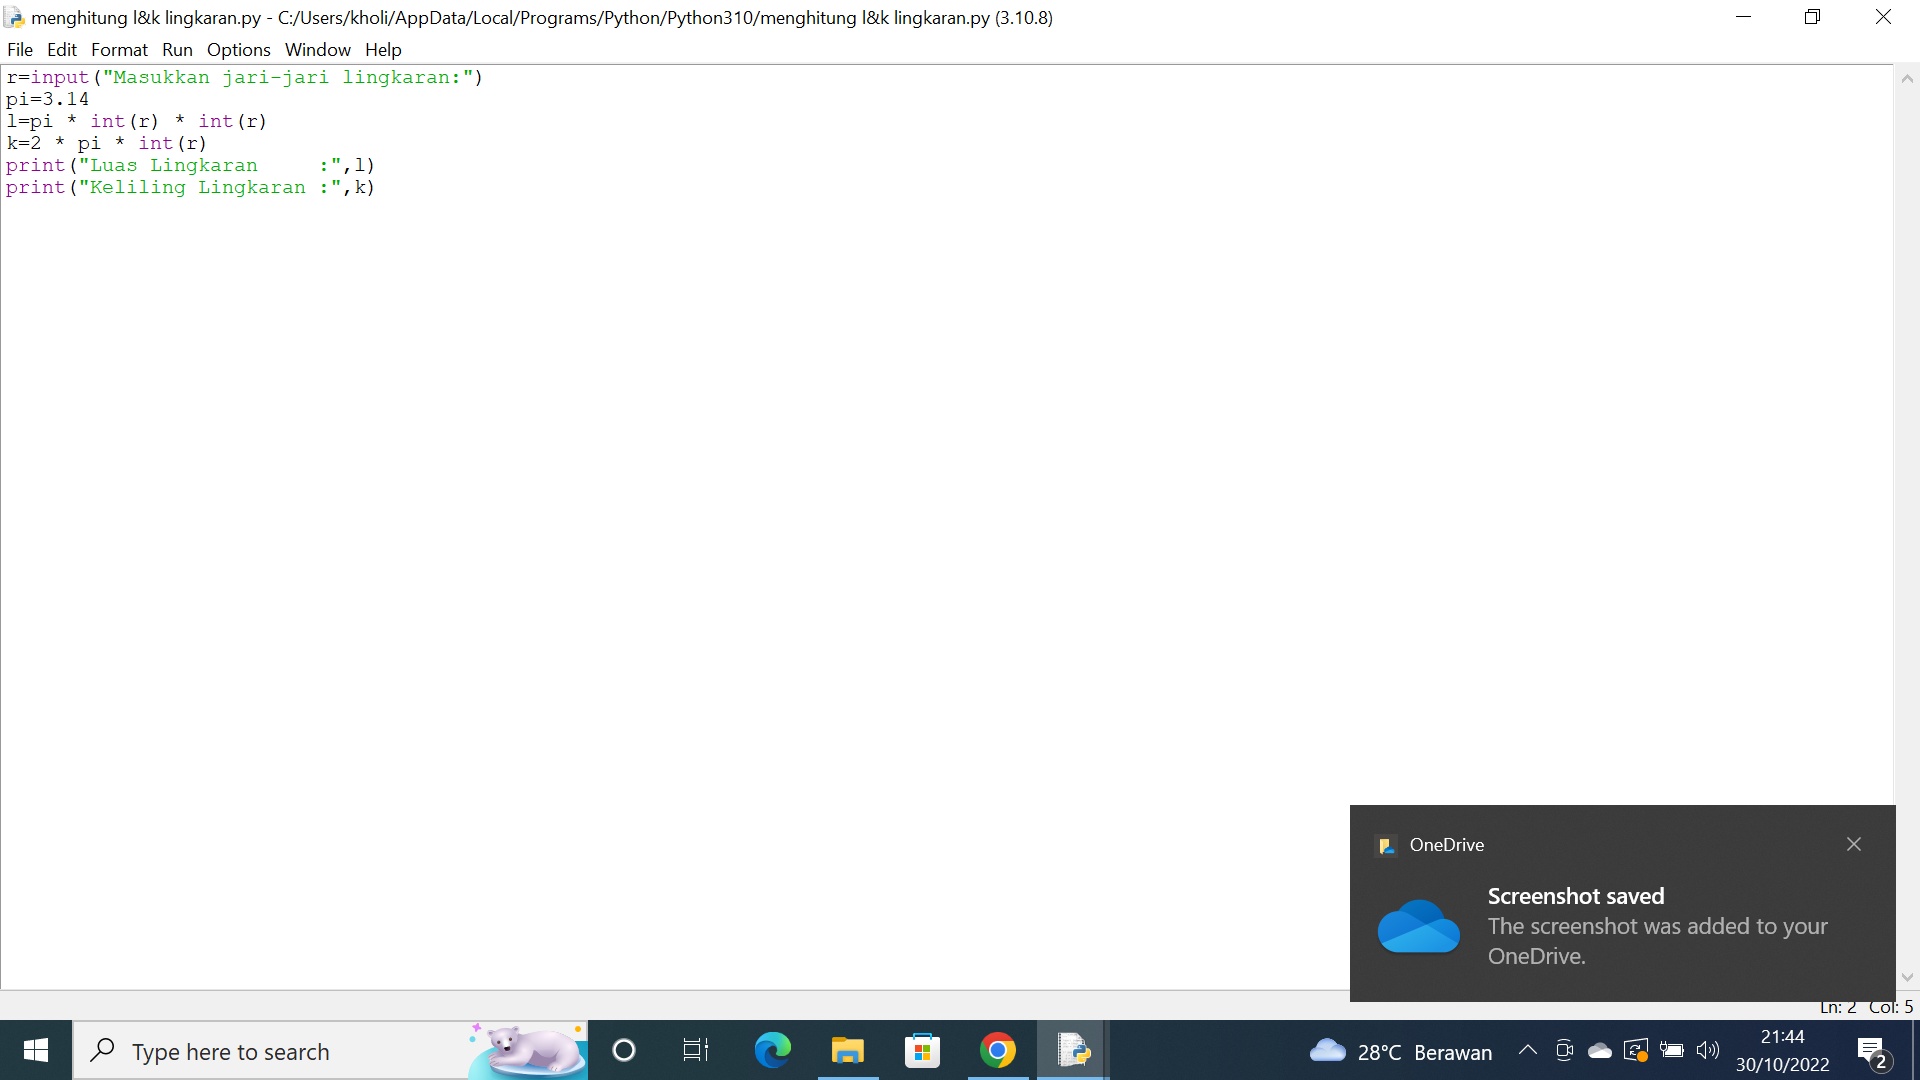 menghitung l&k lingkaran.py - C:/Users/kholi/AppData/Local/Programs/Python/Python310/menghitung l&k lingkaran.py (3.10.8)
File Edit Format Run Options Window Help
r=input("Masukkan jari-jari lingkaran:")
pi=3.14
l=pi * int(r) * int(r)
k=2 * pi * int(r)
print("Luas Lingkaran     :",l)
print("Keliling Lingkaran :",k)
OneDrive
Screenshot saved
The screenshot was added to your
OneDrive.
Ln: 2 Col: 5
Type here to search
28°C Berawan
21:44
30/10/2022
2